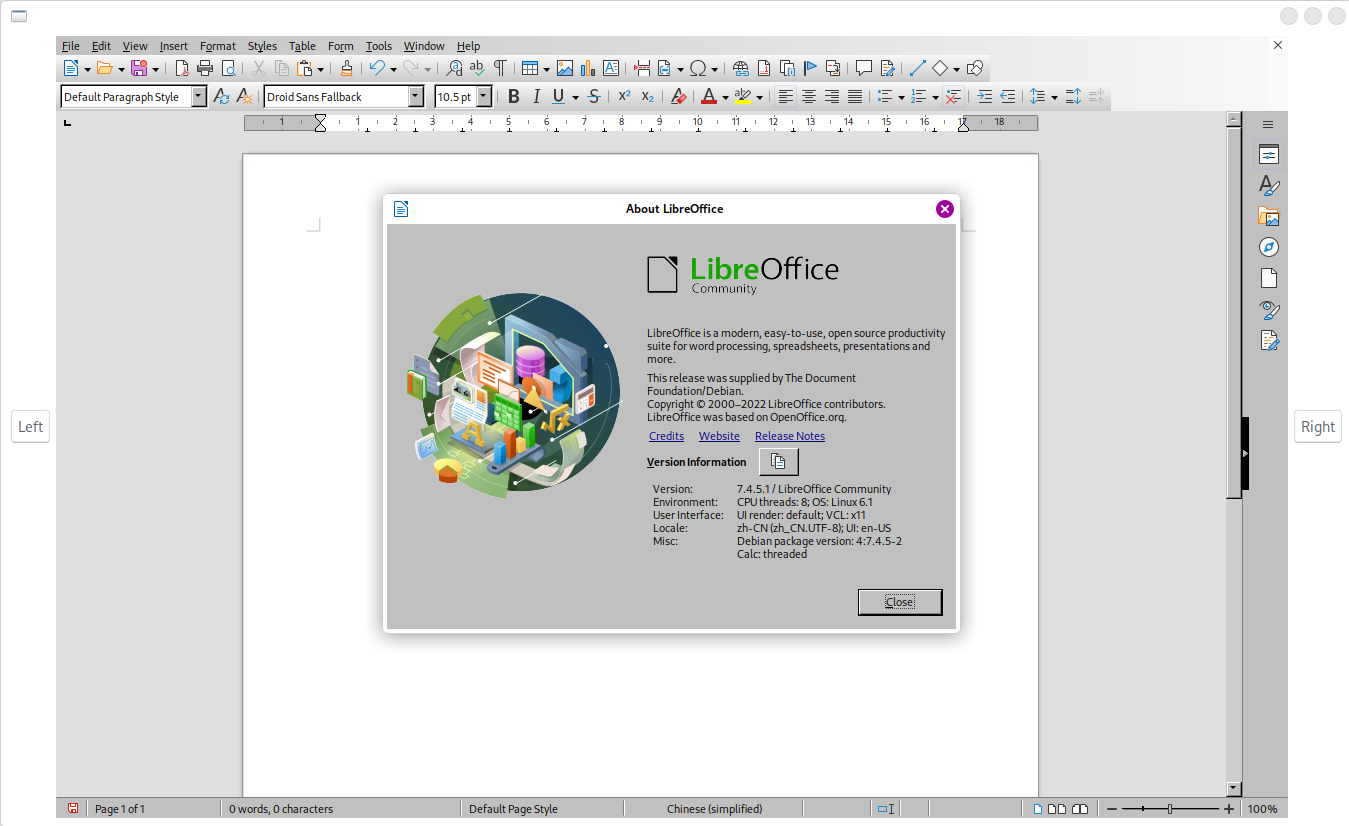 File Edit View Insert Format Styles Table Form Tools Window Help
Default Paragraph Style Droid Sans Fallback 10.5 pt B I U S X² X₂ A
1 1 2 3 4 5 6 7 8 9 10 11 12 13 14 15 16 17 18
About LibreOffice
LibreOffice
Community
LibreOffice is a modern, easy-to-use, open source productivity
suite for word processing, spreadsheets, presentations and
more.
This release was supplied by The Document
Foundation/Debian.
Copyright © 2000–2022 LibreOffice contributors.
LibreOffice was based on OpenOffice.org.
Credits Website Release Notes
Left
Right
Version Information
Version: 7.4.5.1 / LibreOffice Community
Environment: CPU threads: 8; OS: Linux 6.1
User Interface: UI render: default; VCL: x11
Locale: zh-CN (zh_CN.UTF-8); UI: en-US
Misc: Debian package version: 4:7.4.5-2
Calc: threaded
Close
Page 1 of 1 0 words, 0 characters Default Page Style Chinese (simplified) 100%